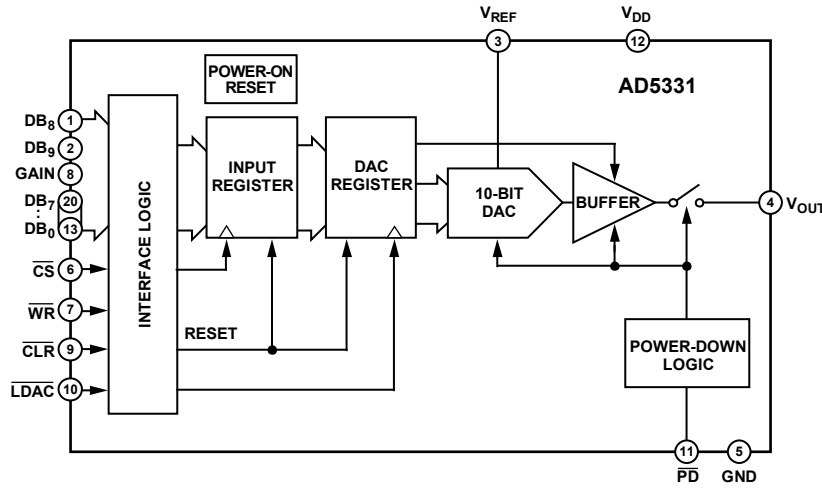 VREF
VDD
3
12
POWER-ON
RESET
AD5331
DB8 1
DB9 2
GAIN 8
DB7 20
:
DB0 13
CS 6
WR 7
CLR 9
LDAC 10
INTERFACE LOGIC
INPUT
REGISTER
DAC
REGISTER
10-BIT
DAC
BUFFER
4 VOUT
RESET
POWER-DOWN
LOGIC
11
5
PD
GND